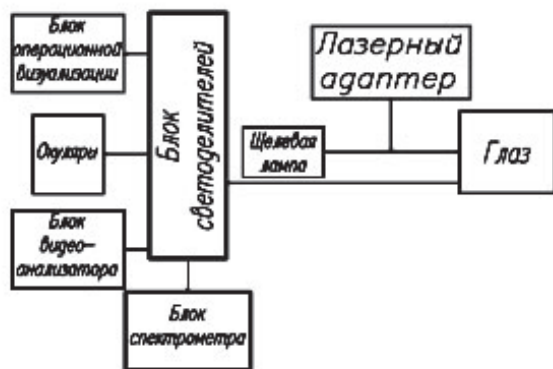 Блок
операционной
визуализации
Окуляры
Блок
видео-
анализатора
Блок
светоделителей
Блок
спектрометра
Щелевая
лампа
Лазерный
адаптер
Глаз